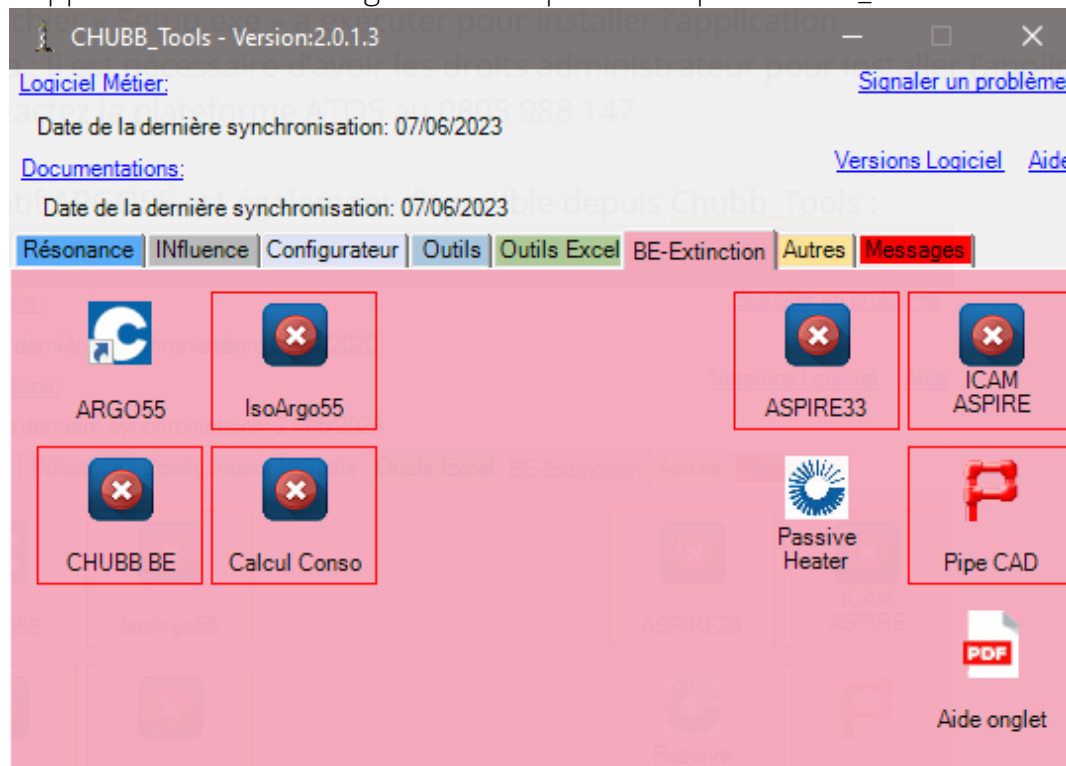 CHUBB_Tools - Version:2.0.1.3
Logiciel Métier:
Signaler un problème
Date de la dernière synchronisation: 07/06/2023
Documentations:
Versions Logiciel Aide
Date de la dernière synchronisation: 07/06/2023
Résonance INfluence Configurateur Outils Outils Excel BE-Extinction Autres Messages
ARGO55 IsoArgo55 ASPIRE33 ICAM ASPIRE
CHUBB BE Calcul Conso Passive Heater Pipe CAD
PDF
Aide onglet